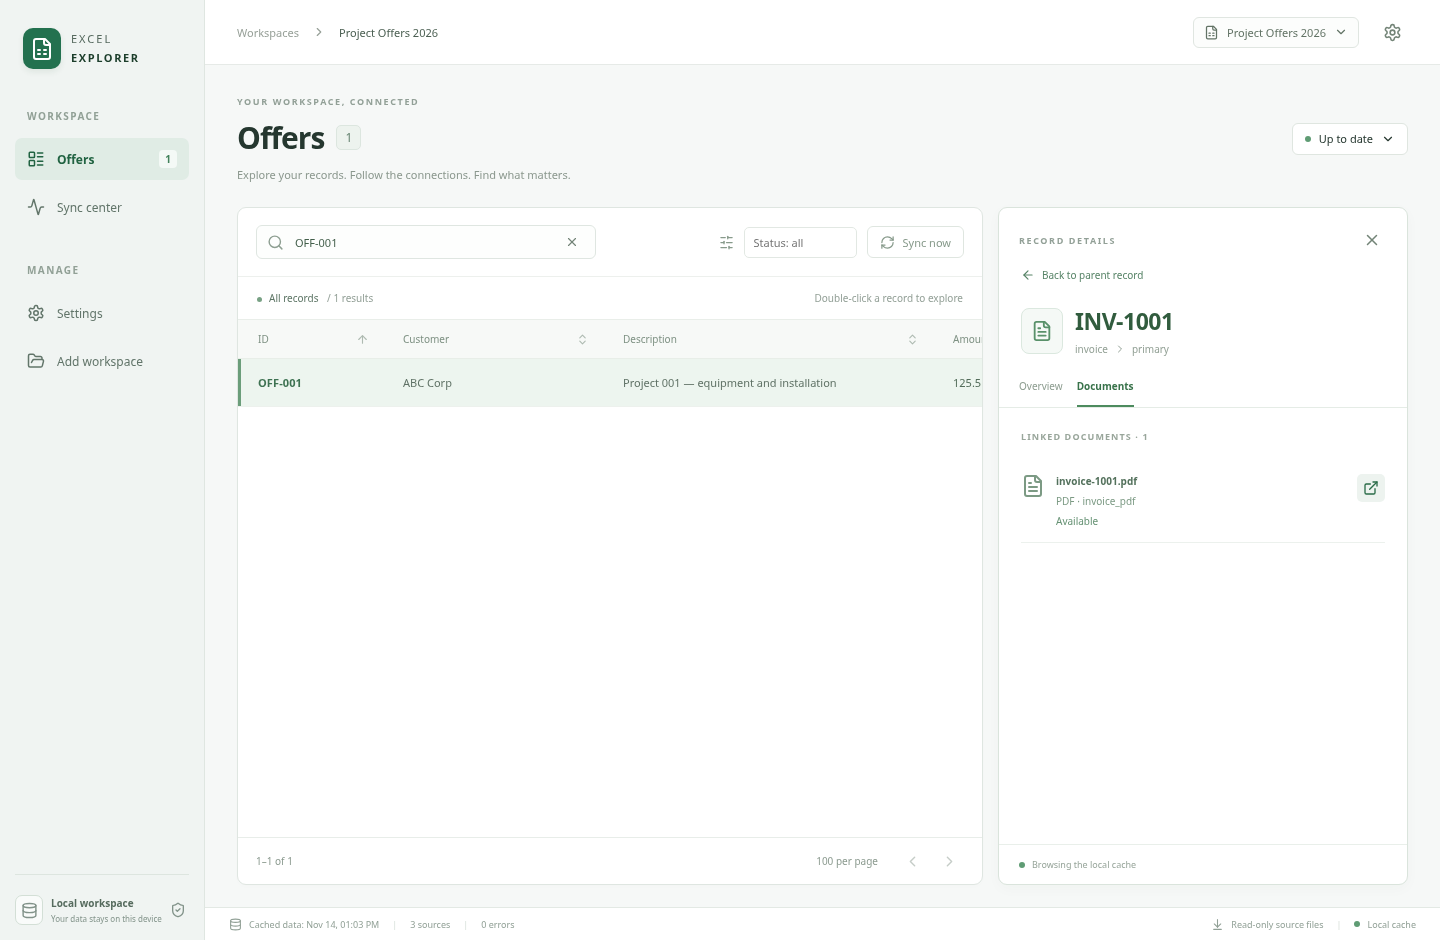 EXCEL
EXPLORER
WORKSPACE
Offers 1
Sync center
MANAGE
Settings
Add workspace
Local workspace
Your data stays on this device
Workspaces Project Offers 2026
Project Offers 2026
YOUR WORKSPACE, CONNECTED
Offers 1
Up to date
Explore your records. Follow the connections. Find what matters.
OFF-001
Status: all
Sync now
All records / 1 results
Double-click a record to explore
ID Customer Description Amou
OFF-001 ABC Corp Project 001 — equipment and installation 125.5
1–1 of 1
100 per page
RECORD DETAILS
Back to parent record
INV-1001
invoice primary
Overview Documents
LINKED DOCUMENTS · 1
invoice-1001.pdf
PDF · invoice_pdf
Available
Browsing the local cache
Cached data: Nov 14, 01:03 PM | 3 sources | 0 errors
Read-only source files | Local cache